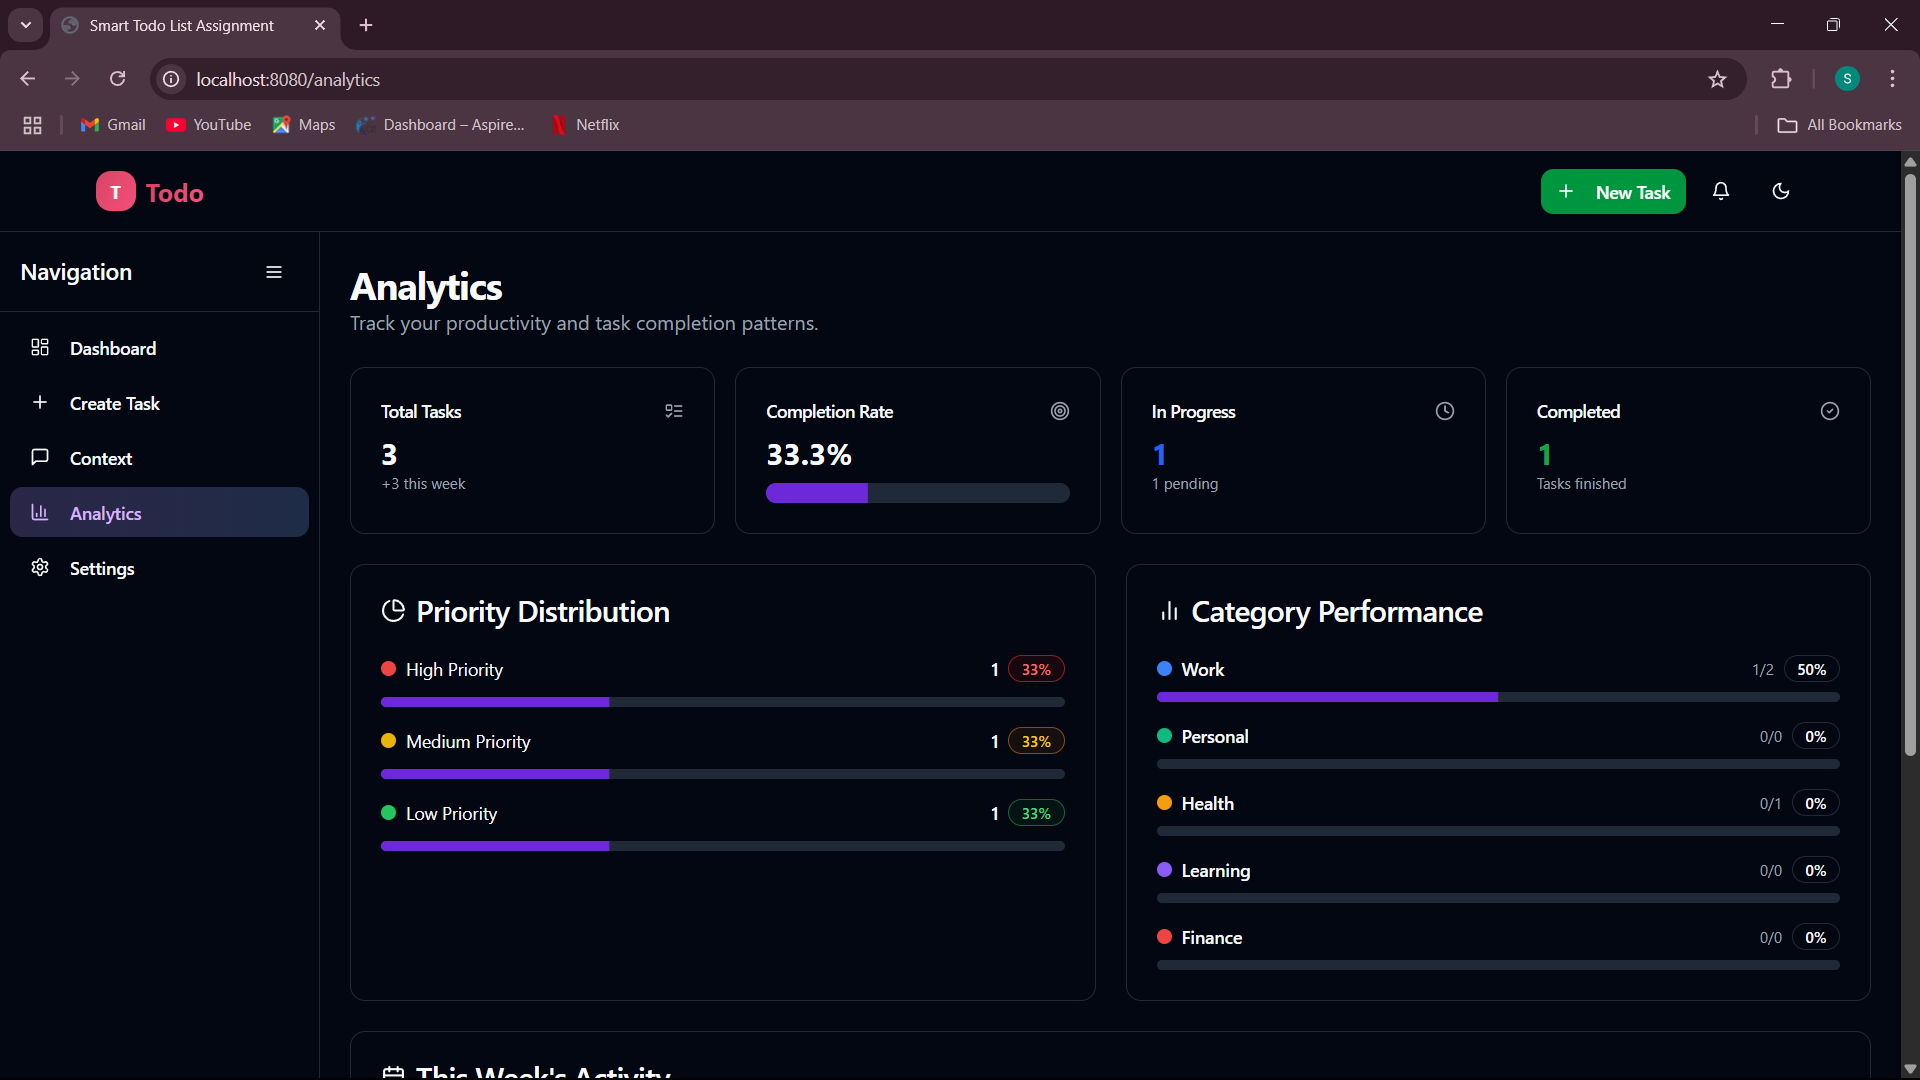 Smart Todo List Assignment
localhost:8080/analytics
S
Gmail YouTube Maps Dashboard – Aspire... Netflix All Bookmarks
T Todo
New Task
Navigation
Dashboard
Create Task
Context
Analytics
Settings
Analytics
Track your productivity and task completion patterns.
Total Tasks
3
+3 this week
Completion Rate
33.3%
In Progress
1
1 pending
Completed
1
Tasks finished
Priority Distribution
High Priority 1 33%
Medium Priority 1 33%
Low Priority 1 33%
Category Performance
Work 1/2 50%
Personal 0/0 0%
Health 0/1 0%
Learning 0/0 0%
Finance 0/0 0%
This Week's Activity